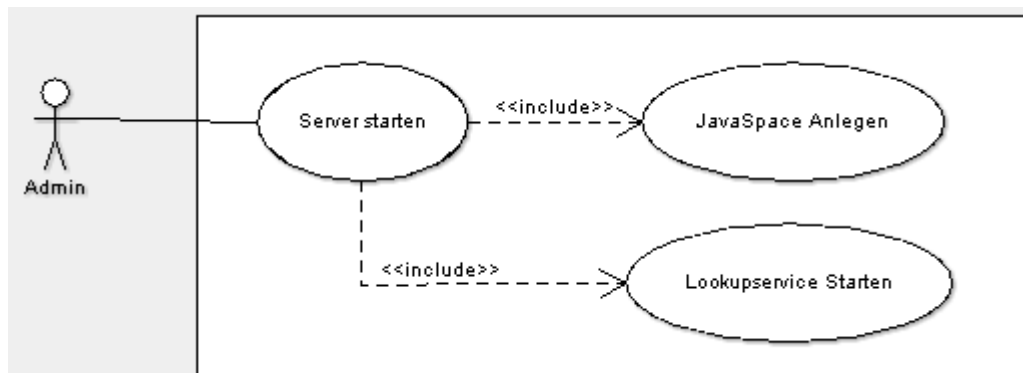 <<include>>
Server starten
JavaSpace Anlegen
Admin
<<include>>
Lookupservice Starten